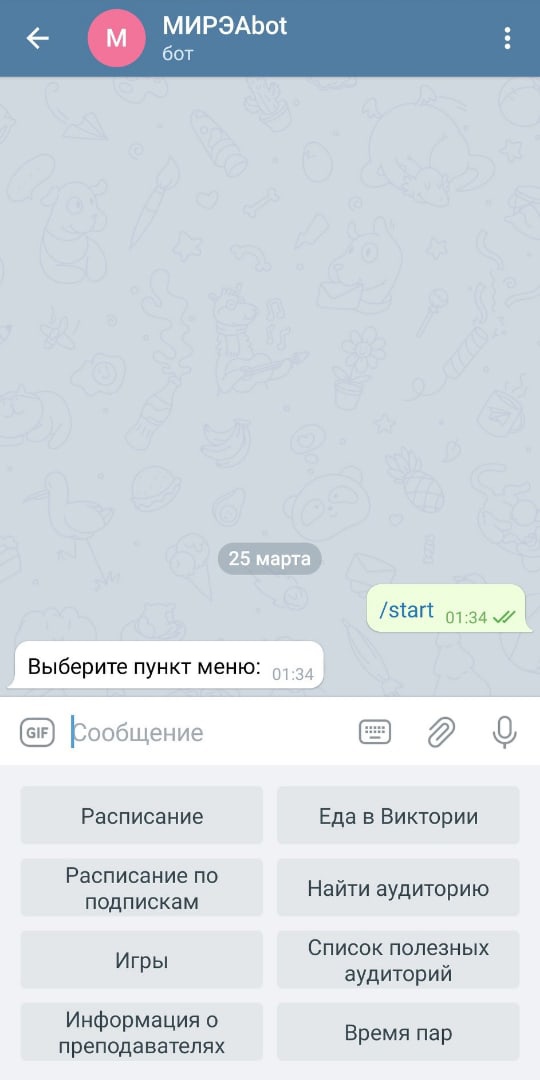 М
МИРЭАbot
бот
25 марта
/start 01:34
Выберите пункт меню: 01:34
GIF Сообщение
Расписание
Еда в Виктории
Расписание по
подпискам
Найти аудиторию
Игры
Список полезных
аудиторий
Информация о
преподавателях
Время пар